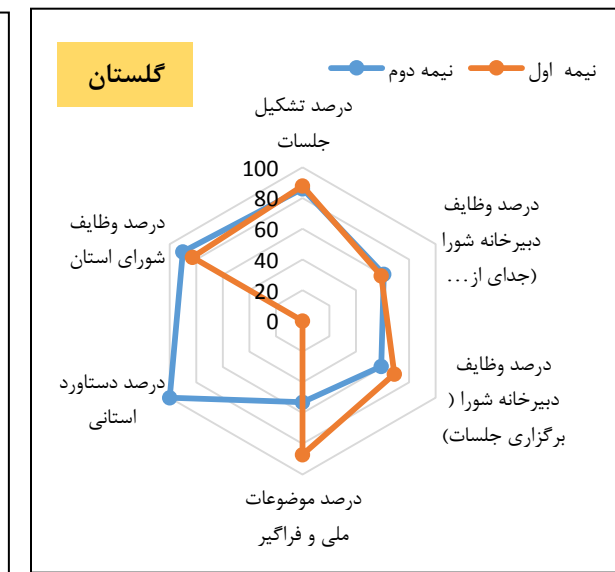 گلستان
نیمه اول
نیمه دوم
درصد تشکیل
جلسات
درصد وظایف
دبیرخانه شورا
(جدای از...
درصد وظایف
دبیرخانه شورا (
برگزاری جلسات)
درصد موضوعات
ملی و فراگیر
درصد دستاورد
استانی
درصد وظایف
شورای استان
100
80
60
40
20
0